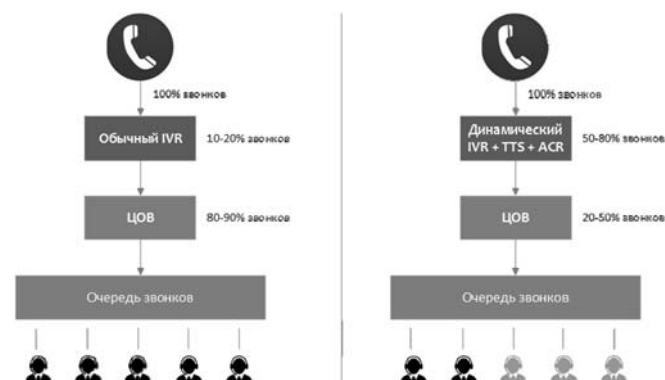 100% звонков
Обычный IVR
10-20% звонков
ЦОВ
80-90% звонков
Очередь звонков
100% звонков
Динамический
IVR + TTS + ACR
50-80% звонков
ЦОВ
20-50% звонков
Очередь звонков